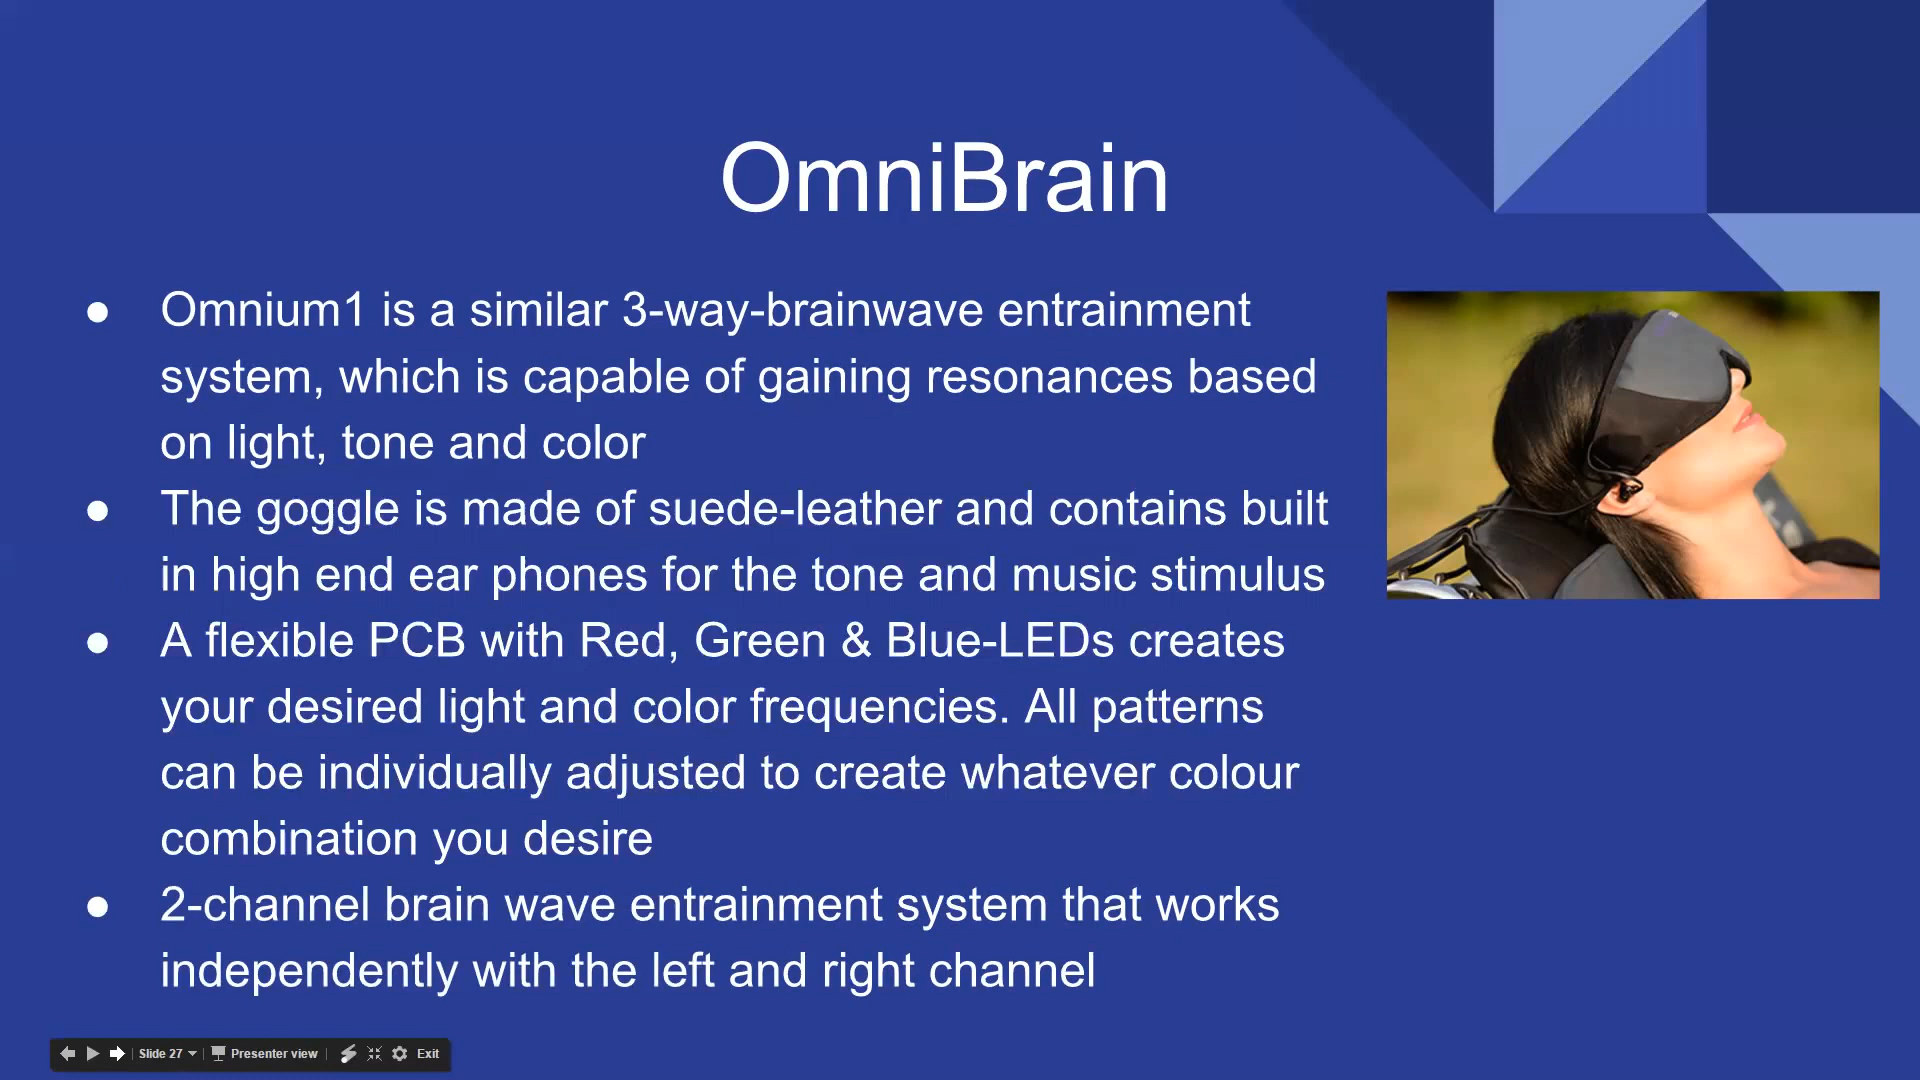 OmniBrain
● Omnium1 is a similar 3-way-brainwave entrainment
system, which is capable of gaining resonances based
on light, tone and color
● The goggle is made of suede-leather and contains built
in high end ear phones for the tone and music stimulus
● A flexible PCB with Red, Green & Blue-LEDs creates
your desired light and color frequencies. All patterns
can be individually adjusted to create whatever colour
combination you desire
● 2-channel brain wave entrainment system that works
independently with the left and right channel
Slide 27 Presenter view Exit